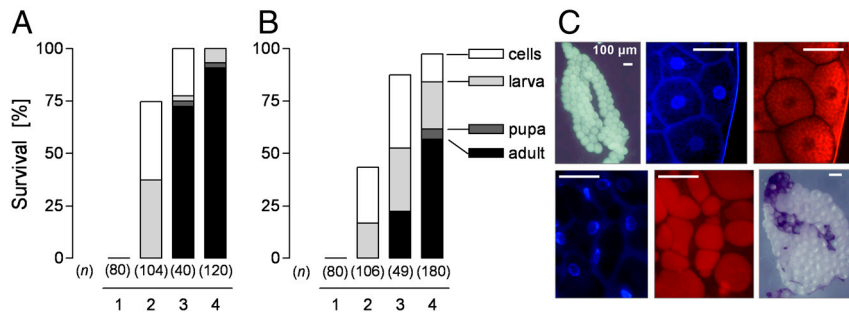 A
B
C
Survival [%]
100
75
50
25
0
(n) (80) (104) (40) (120)
1 2 3 4
100
75
50
25
0
(n) (80) (106) (49) (180)
1 2 3 4
cells
larva
pupa
adult
100 µm